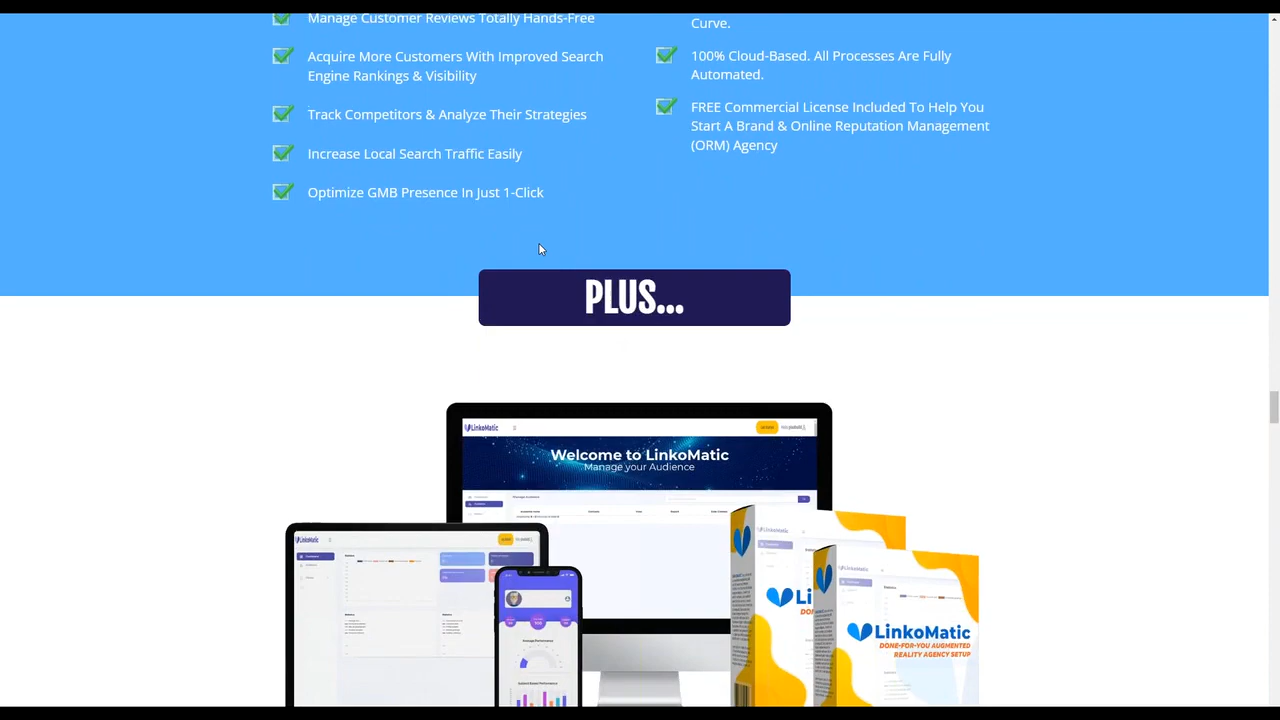 Manage Customer Reviews Totally Hands-Free
Acquire More Customers With Improved Search
Engine Rankings & Visibility
Track Competitors & Analyze Their Strategies
Increase Local Search Traffic Easily
Optimize GMB Presence In Just 1-Click
Curve.
100% Cloud-Based. All Processes Are Fully
Automated.
FREE Commercial License Included To Help You
Start A Brand & Online Reputation Management
(ORM) Agency
PLUS...
LinkoMatic
Welcome to LinkoMatic
Manage your Audience
LinkoMatic
LinkoMatic
DONE-FOR-YOU AUGMENTED
REALITY AGENCY SETUP